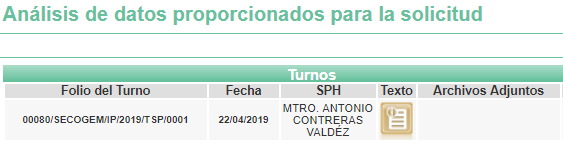 Análisis de datos proporcionados para la solicitud
Turnos
Folio del Turno Fecha SPH Texto Archivos Adjuntos
00080/SECOGEM/IP/2019/TSP/0001 22/04/2019 MTRO. ANTONIO
CONTRERAS
VALDÉZ